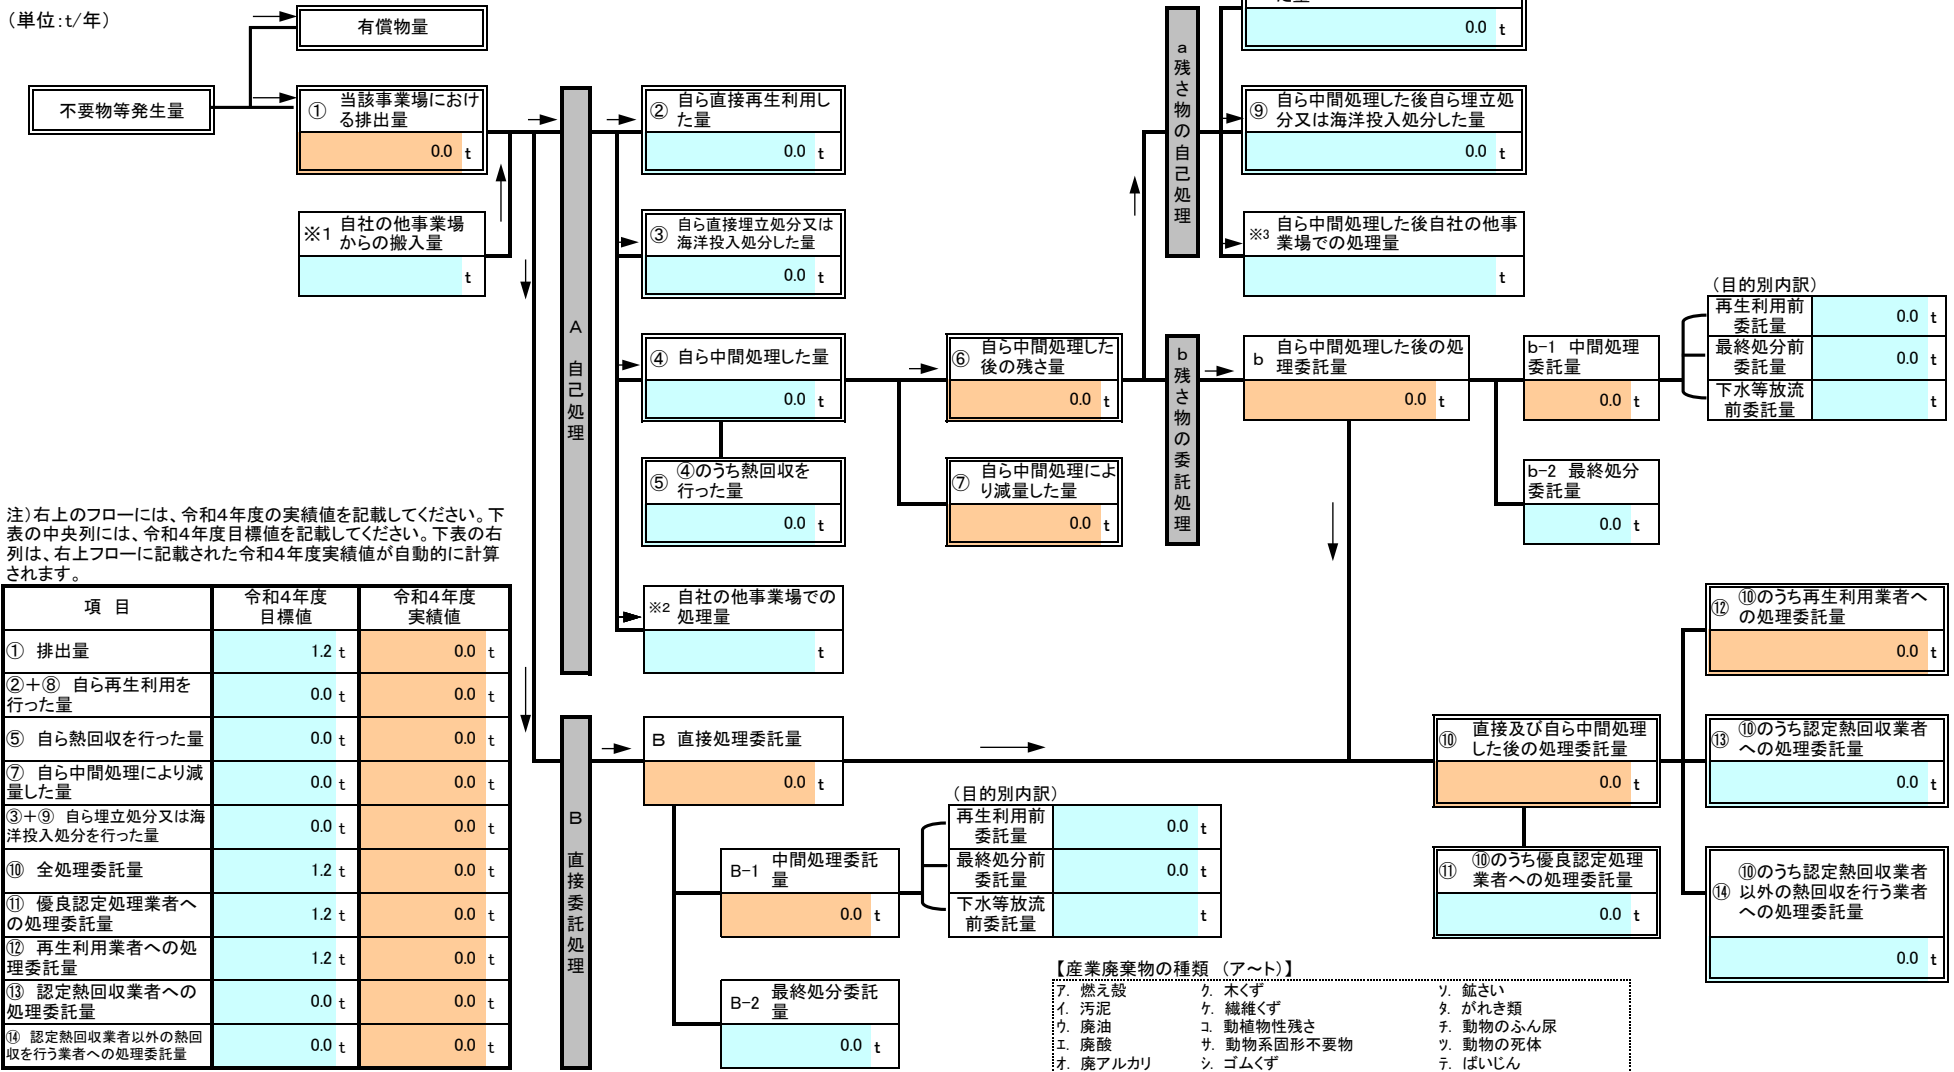 (単位:t/年)
有償物量
不要物等発生量
① 当該事業場におけ
る排出量
0.0 t
※1 自社の他事業場
からの搬入量
t
A 自己処理
② 自ら直接再生利用し
た量
0.0 t
③ 自ら直接埋立処分又は
海洋投入処分した量
0.0 t
④ 自ら中間処理した量
0.0 t
⑤ ④のうち熱回収を
行った量
0.0 t
※2 自社の他事業場での
処理量
t
⑥ 自ら中間処理した
後の残さ量
0.0 t
⑦ 自ら中間処理によ
り減量した量
0.0 t
a 残さ物の自己処理
0.0 t
⑨ 自ら中間処理した後自ら埋立処
分又は海洋投入処分した量
0.0 t
※3 自ら中間処理した後自社の他事
業場での処理量
t
b 残さ物の委託処理
b 自ら中間処理した後の処
理委託量
0.0 t
b-1 中間処理
委託量
0.0 t
b-2 最終処分
委託量
0.0 t
(目的別内訳)
再生利用前
委託量
0.0 t
最終処分前
委託量
0.0 t
下水等放流
前委託量
t
注)右上のフローには、令和4年度の実績値を記載してください。下
表の中央列には、令和4年度目標値を記載してください。下表の右
列は、右上フローに記載された令和4年度実績値が自動的に計算
されます。
項 目 令和4年度 目標値 令和4年度 実績値
① 排出量 1.2 t 0.0 t
②+⑧ 自ら再生利用を
行った量 0.0 t 0.0 t
⑤ 自ら熱回収を行った量 0.0 t 0.0 t
⑦ 自ら中間処理により減
量した量 0.0 t 0.0 t
③+⑨ 自ら埋立処分又は海
洋投入処分を行った量 0.0 t 0.0 t
⑩ 全処理委託量 1.2 t 0.0 t
⑪ 優良認定処理業者へ
の処理委託量 1.2 t 0.0 t
⑫ 再生利用業者への処
理委託量 1.2 t 0.0 t
⑬ 認定熱回収業者への
処理委託量 0.0 t 0.0 t
⑭ 認定熱回収業者以外の熱回
収を行う業者への処理委託量 0.0 t 0.0 t
B 直接委託処理
B 直接処理委託量
0.0 t
B-1 中間処理委託
量
0.0 t
B-2 最終処分委託
量
0.0 t
(目的別内訳)
再生利用前
委託量
0.0 t
最終処分前
委託量
0.0 t
下水等放流
前委託量
t
⑩ 直接及び自ら中間処理
した後の処理委託量
0.0 t
⑪ ⑩のうち優良認定処理
業者への処理委託量
0.0 t
⑫ ⑩のうち再生利用業者へ
の処理委託量
0.0 t
⑬ ⑩のうち認定熱回収業者
への処理委託量
0.0 t
⑭ ⑩のうち認定熱回収業者
以外の熱回収を行う業者
への処理委託量
0.0 t
【産業廃棄物の種類 (ア~ト)】
ア. 燃え殻 ク. 木くず ソ. 鉱さい
イ. 汚泥 ケ. 繊維くず タ. がれき類
ウ. 廃油 コ. 動植物性残さ チ. 動物のふん尿
エ. 廃酸 サ. 動物系固形不要物 ツ. 動物の死体
オ. 廃アルカリ シ. ゴムくず テ. ばいじん